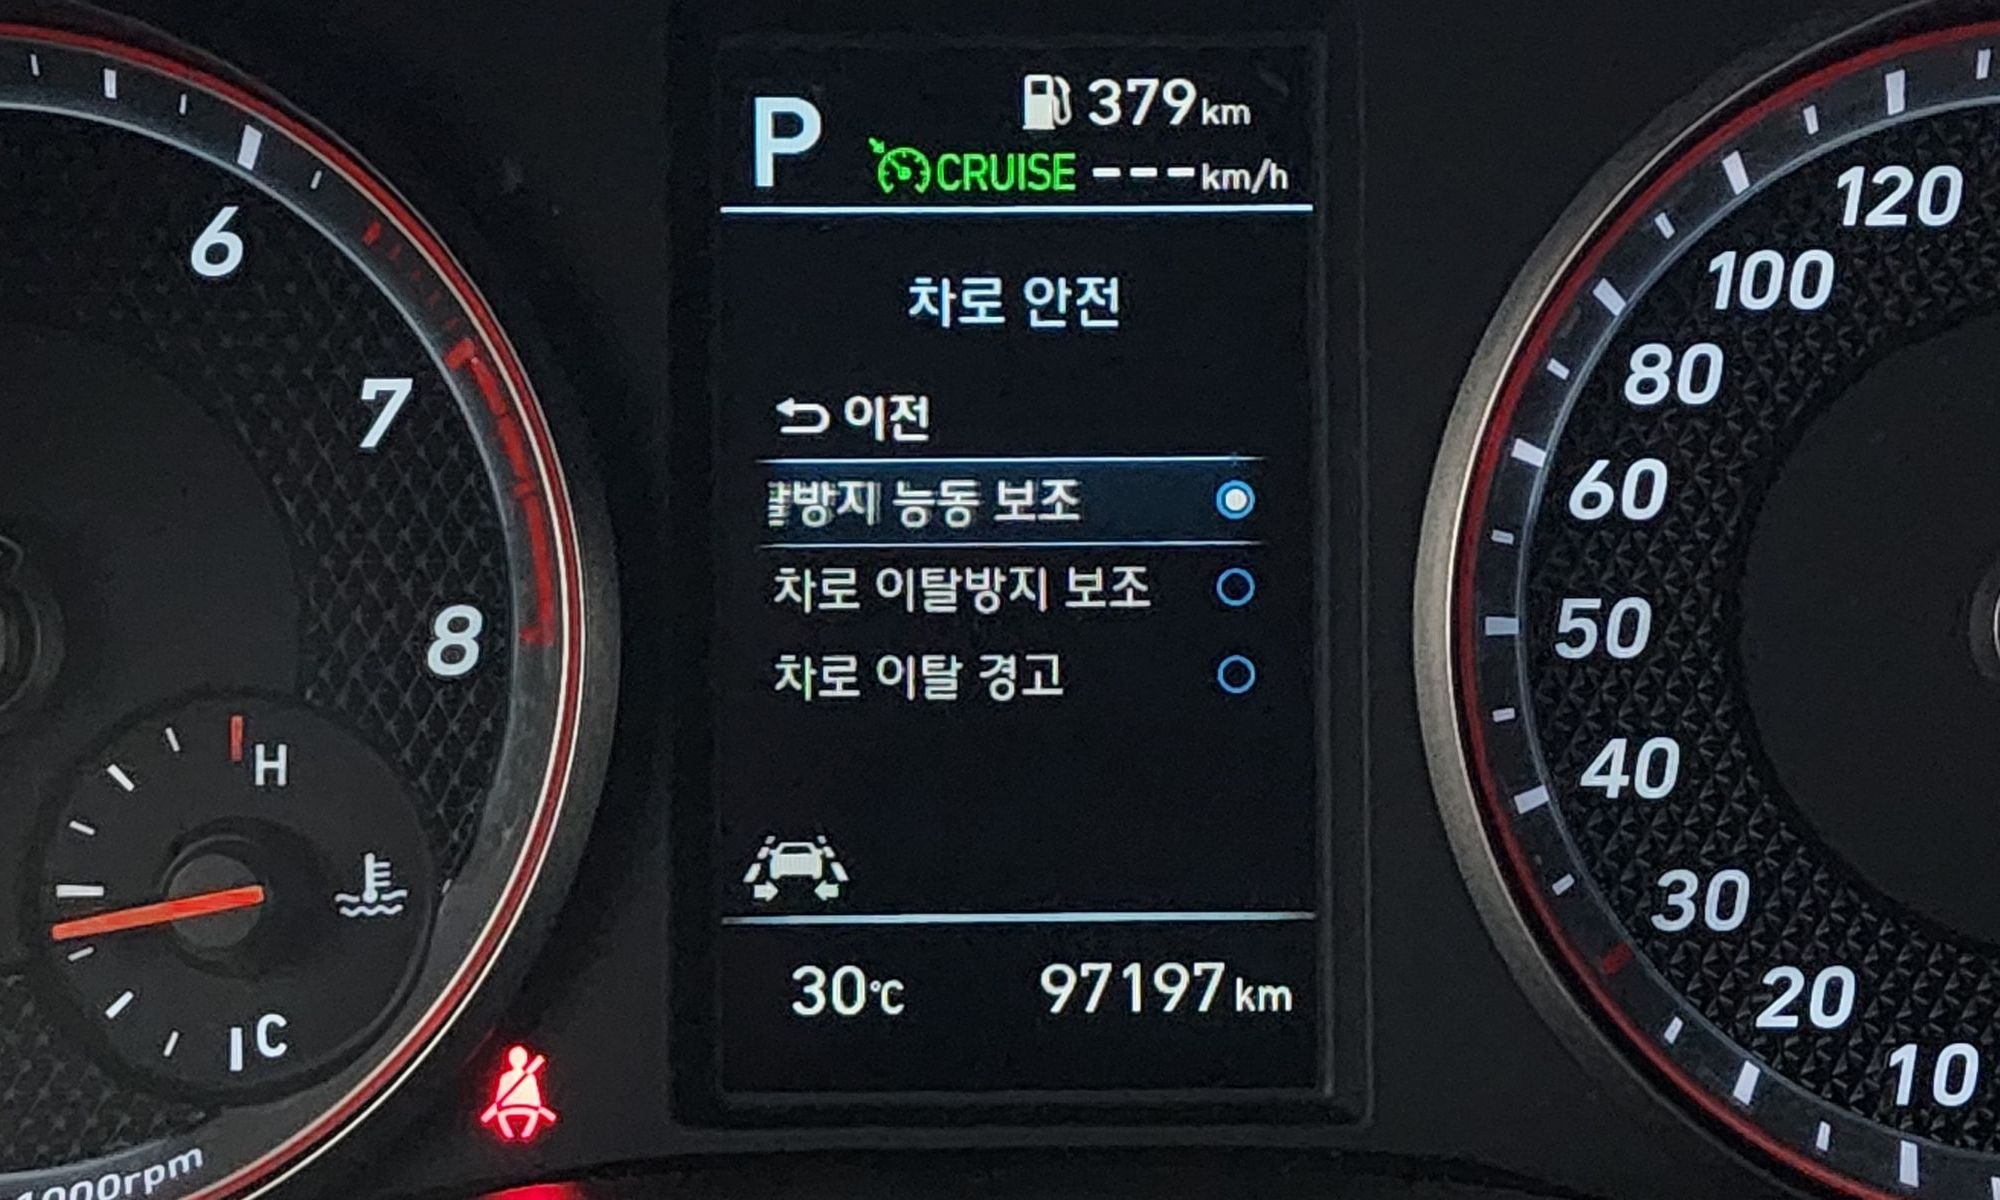 P
379km
CRUISE ---km/h
차로 안전
이전
방지 능동 보조
차로 이탈방지 보조
차로 이탈 경고
30℃
97197km
6
7
8
H
C
1000rpm
120
100
80
60
50
40
30
20
10